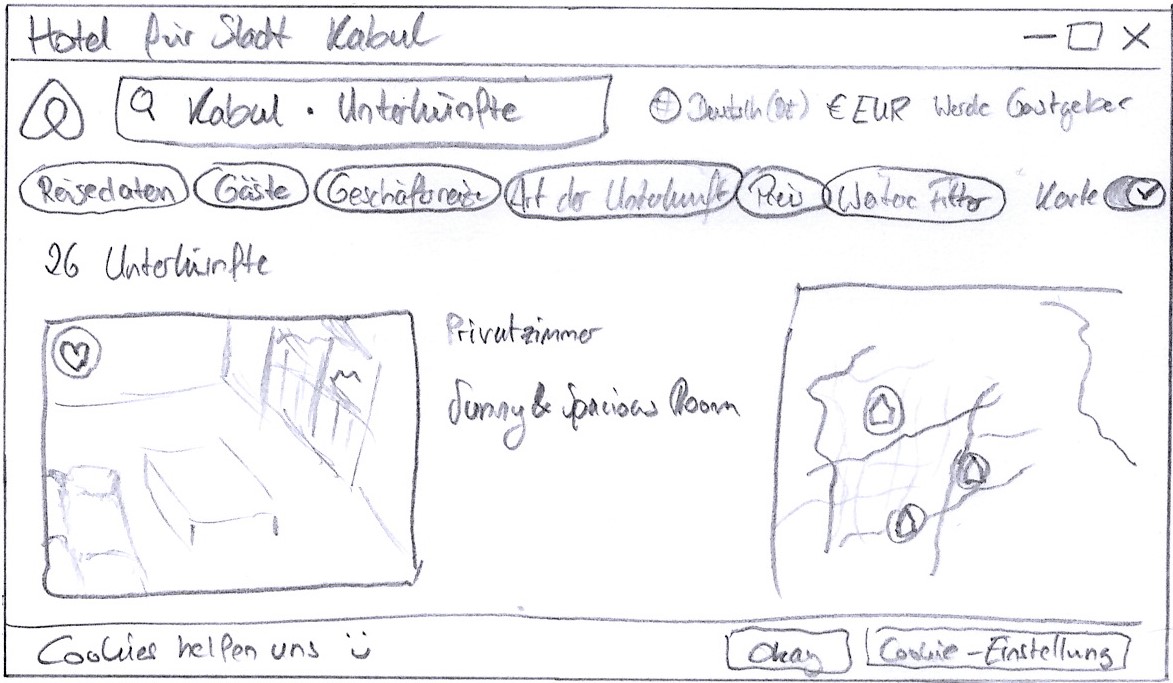 Hotel für Stadt Kabul
Kabul · Unterkünfte
Deutsch (DE) € EUR Werde Gastgeber
Reisedaten Gäste Geschäftsreise Art der Unterkunft Preis Weitere Filter Karte
26 Unterkünfte
Privatzimmer
Sunny & Spacious Room
Cookies helfen uns :)
Okay Cookie-Einstellung